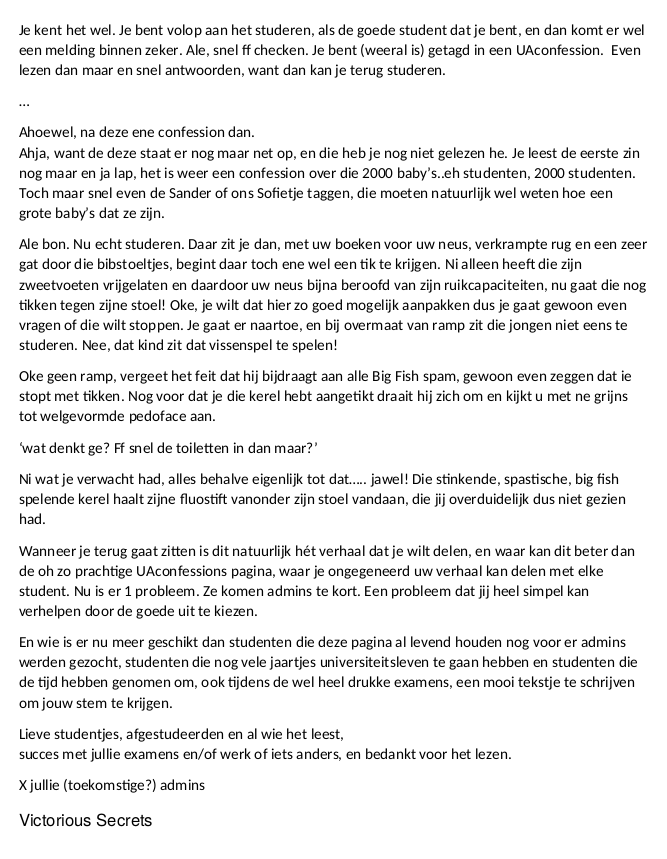 Je kent het wel. Je bent volop aan het studeren, als de goede student dat je bent, en dan komt er wel
een melding binnen zeker. Ale, snel ff checken. Je bent (weeral is) getagd in een UAconfession.  Even
lezen dan maar en snel antwoorden, want dan kan je terug studeren.
...
Ahoewel, na deze ene confession dan.
Ahja, want de deze staat er nog maar net op, en die heb je nog niet gelezen he. Je leest de eerste zin
nog maar en ja lap, het is weer een confession over die 2000 baby's..eh studenten, 2000 studenten.
Toch maar snel even de Sander of ons Sofietje taggen, die moeten natuurlijk wel weten hoe een
grote baby's dat ze zijn.
Ale bon. Nu echt studeren. Daar zit je dan, met uw boeken voor uw neus, verkrampte rug en een zeer
gat door die bibstoeltjes, begint daar toch ene wel een tik te krijgen. Ni alleen heeft die zijn
zweetvoeten vrijgelaten en daardoor uw neus bijna beroofd van zijn ruikcapaciteiten, nu gaat die nog
tikken tegen zijne stoel! Oke, je wilt dat hier zo goed mogelijk aanpakken dus je gaat gewoon even
vragen of die wilt stoppen. Je gaat er naartoe, en bij overmaat van ramp zit die jongen niet eens te
studeren. Nee, dat kind zit dat vissenspel te spelen!
Oke geen ramp, vergeet het feit dat hij bijdraagt aan alle Big Fish spam, gewoon even zeggen dat ie
stopt met tikken. Nog voor dat je die kerel hebt aangetikt draait hij zich om en kijkt u met ne grijns
tot welgevormde pedoface aan.
'wat denkt ge? Ff snel de toiletten in dan maar?'
Ni wat je verwacht had, alles behalve eigenlijk tot dat..... jawel! Die stinkende, spastische, big fish
spelende kerel haalt zijne fluostift vanonder zijn stoel vandaan, die jij overduidelijk dus niet gezien
had.
Wanneer je terug gaat zitten is dit natuurlijk hét verhaal dat je wilt delen, en waar kan dit beter dan
de oh zo prachtige UAconfessions pagina, waar je ongegeneerd uw verhaal kan delen met elke
student. Nu is er 1 probleem. Ze komen admins te kort. Een probleem dat jij heel simpel kan
verhelpen door de goede uit te kiezen.
En wie is er nu meer geschikt dan studenten die deze pagina al levend houden nog voor er admins
werden gezocht, studenten die nog vele jaartjes universiteitsleven te gaan hebben en studenten die
de tijd hebben genomen om, ook tijdens de wel heel drukke examens, een mooi tekstje te schrijven
om jouw stem te krijgen.
Lieve studentjes, afgestudeerden en al wie het leest,
succes met jullie examens en/of werk of iets anders, en bedankt voor het lezen.
X jullie (toekomstige?) admins
Victorious Secrets